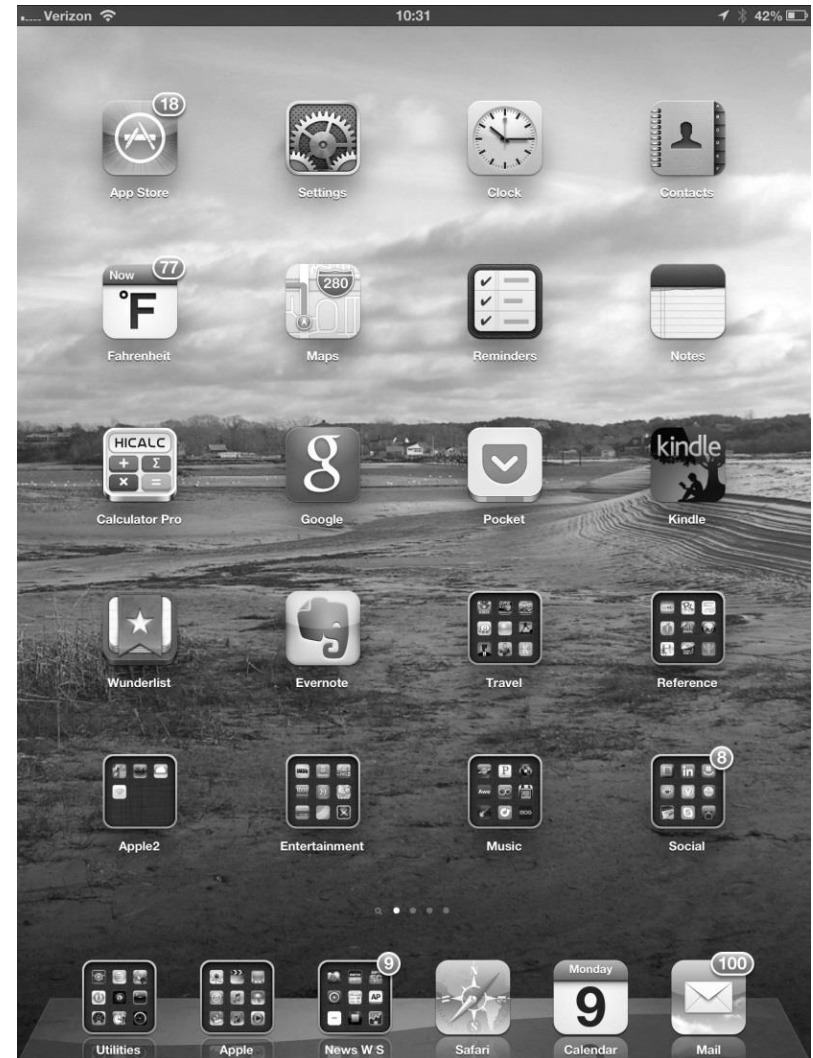 Verizon 10:31 42%
18
App Store Settings Clock Contacts
Now 77
°F 280
Fahrenheit Maps Reminders Notes
HICALC
+ Σ
× =
g kindle
Calculator Pro Google Pocket Kindle
Wunderlist Evernote Travel Reference
8
in
P
Apple2 Entertainment Music Social
9 100
Monday
9
AP
Utilities Apple News W S Safari Calendar Mail